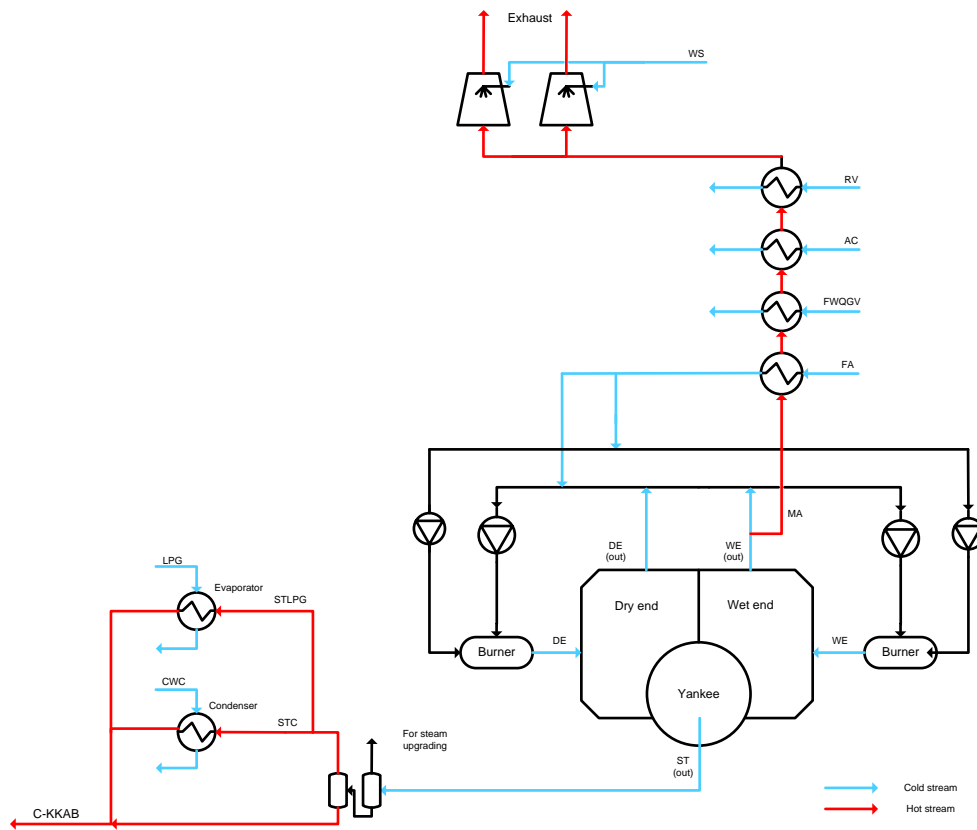 Exhaust
WS
RV
AC
FWQGV
FA
MA
DE
(out)
WE
(out)
LPG
Evaporator
STLPG
Dry end
Wet end
Burner
DE
WE
Burner
CWC
Condenser
STC
Yankee
For steam
upgrading
ST
(out)
Cold stream
C-KKAB
Hot stream